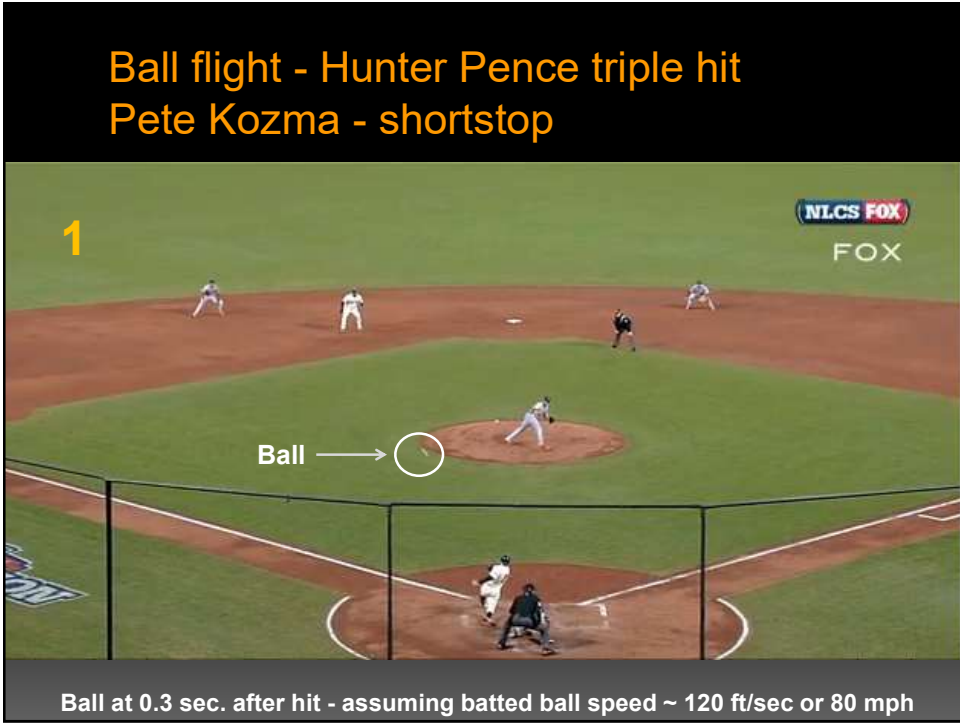 Ball flight - Hunter Pence triple hit
Pete Kozma - shortstop
1
NLCS FOX
FOX
Ball
Ball at 0.3 sec. after hit - assuming batted ball speed ~ 120 ft/sec or 80 mph